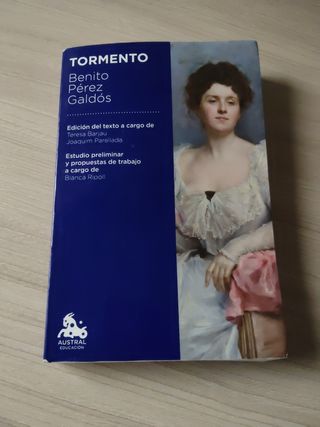 TORMENTO
Benito
Pérez
Galdós
Edición del texto a cargo de
Teresa Barjau
Joaquim Parellada
Estudio preliminar
y propuestas de trabajo
a cargo de
Blanca Ripoll
AUSTRAL
EDUCACIÓN